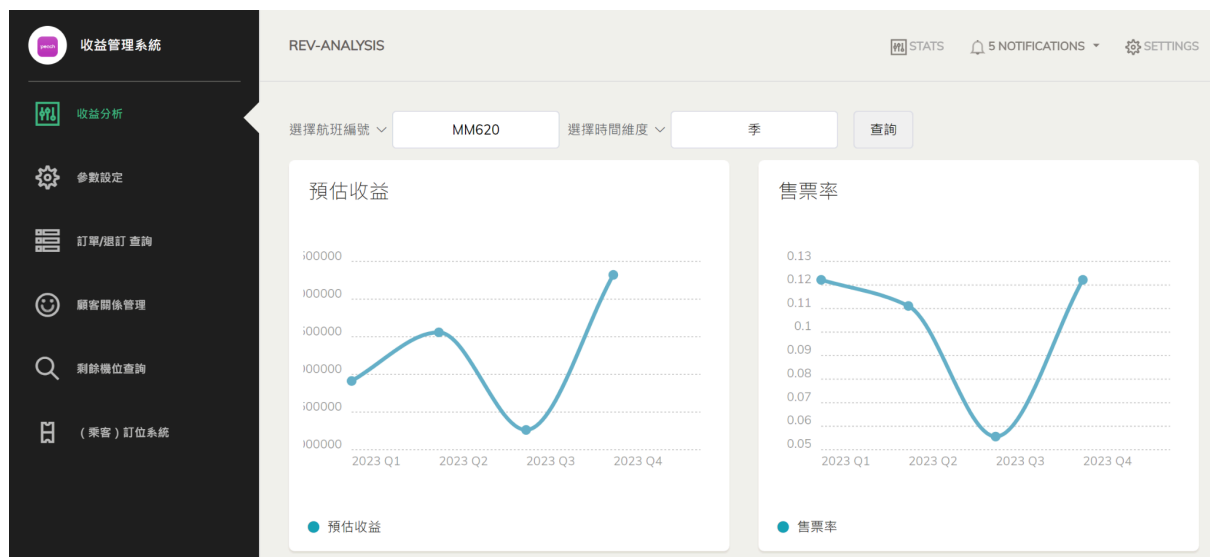 perch
收益管理系統
收益分析
參數設定
訂單/退訂 查詢
顧客關係管理
剩餘機位查詢
(乘客)訂位系統
REV-ANALYSIS
STATS
5 NOTIFICATIONS
SETTINGS
選擇航班編號
MM620
選擇時間維度
季
查詢
預估收益
2023 Q1 2023 Q2 2023 Q3 2023 Q4
預估收益
售票率
0.13
0.12
0.11
0.1
0.09
0.08
0.07
0.06
0.05
2023 Q1 2023 Q2 2023 Q3 2023 Q4
售票率